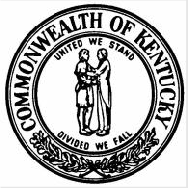 COMMONWEALTH OF KENTUCKY
UNITED WE STAND
DIVIDED WE FALL